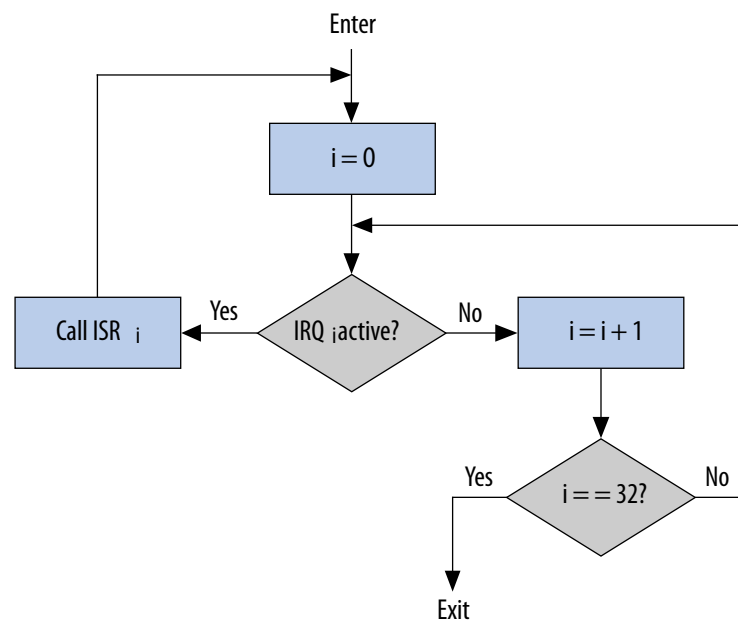 Enter
i = 0
Call ISR i
Yes
IRQ i active?
No
i = i + 1
Yes
i = = 32?
No
Exit